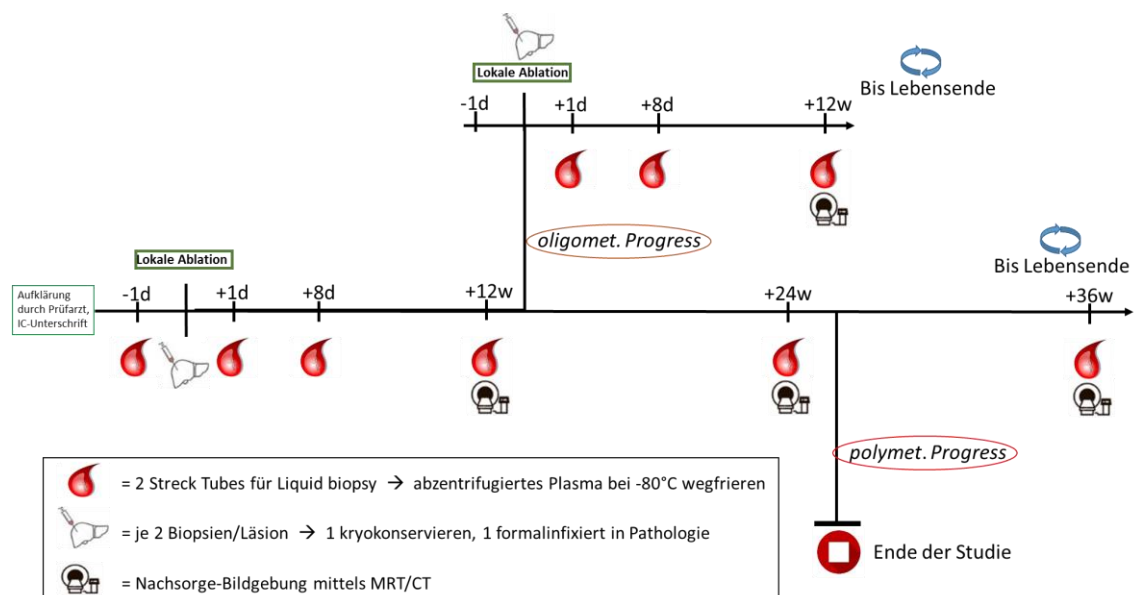 Lokale Ablation
-1d
+1d
+8d
+12w
Bis Lebensende
oligomet. Progress
Lokale Ablation
Bis Lebensende
Aufklärung
durch Prüfarzt,
IC-Unterschrift
-1d
+1d
+8d
+12w
+24w
+36w
polymet. Progress
Ende der Studie
= 2 Streck Tubes für Liquid biopsy → abzentrifugiertes Plasma bei -80°C wegfrieren
= je 2 Biopsien/Läsion → 1 kryokonservieren, 1 formalinfixiert in Pathologie
= Nachsorge-Bildgebung mittels MRT/CT